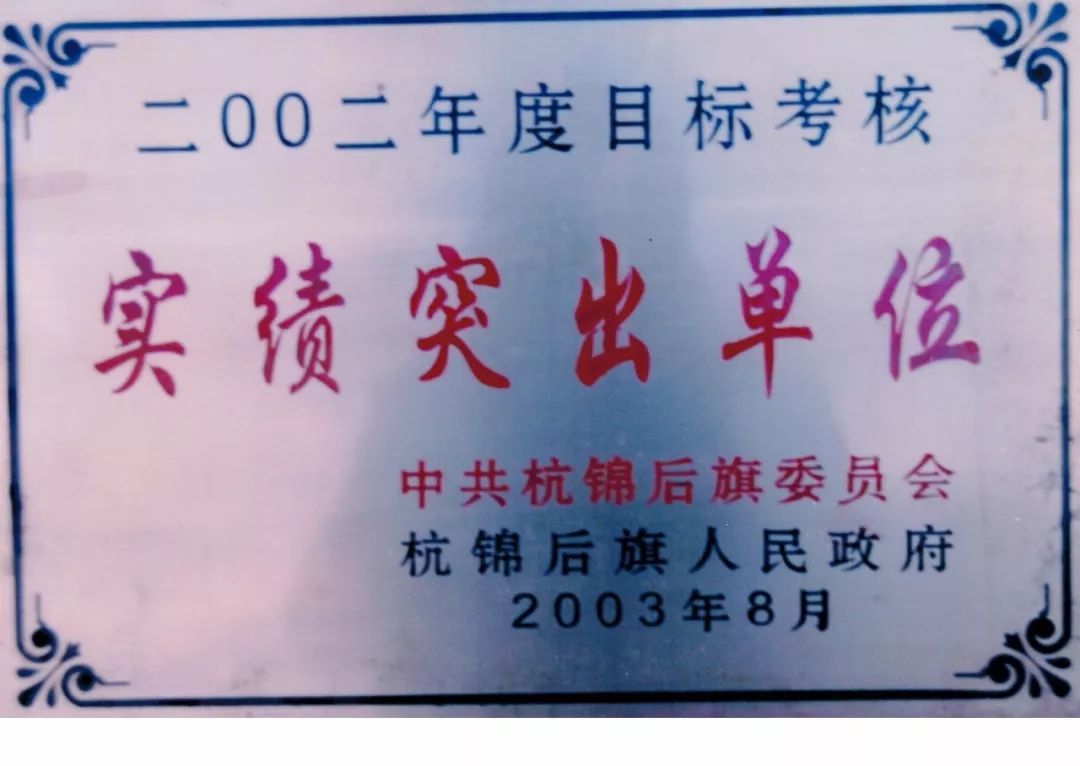 二00二年度目标考核
实绩突出单位
中共杭锦后旗委员会
杭锦后旗人民政府
2003年8月